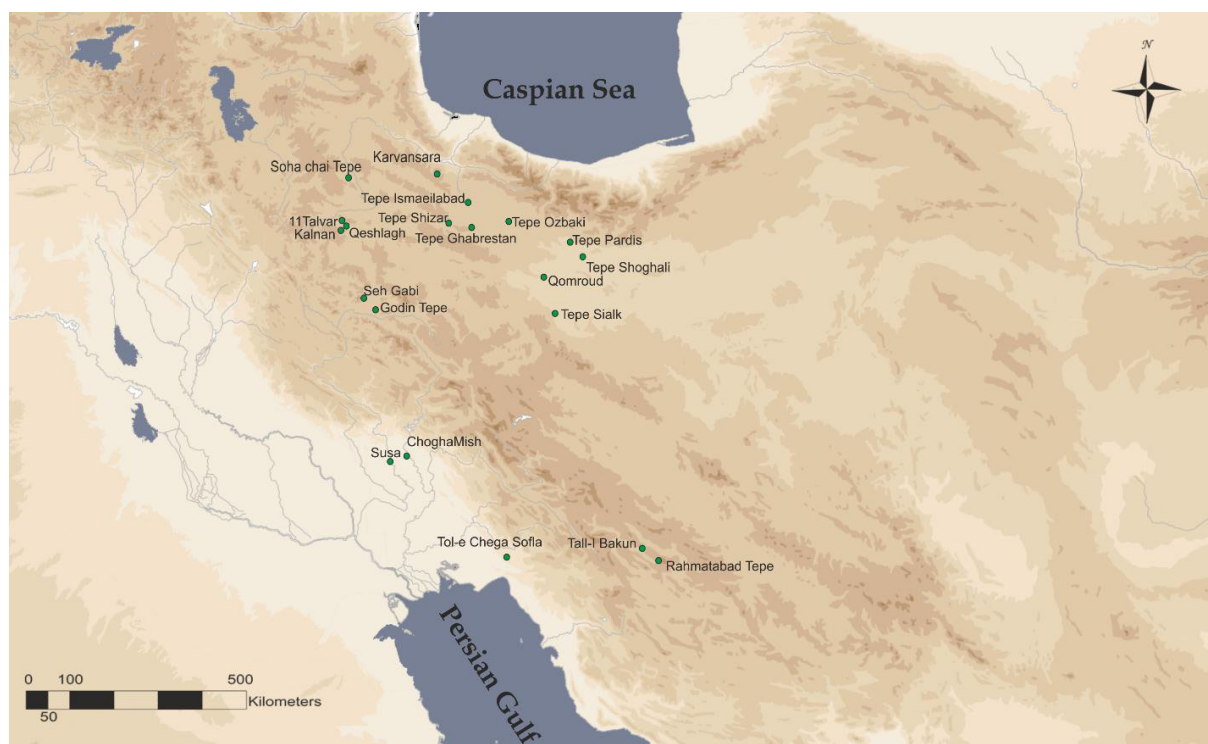 N
Caspian Sea
Karvansara
Soha chai Tepe
Tepe Ismaeilabad
11Talvar
Tepe Shizar
Tepe Ozbaki
Kalnan
Qeshlagh
Tepe Ghabrestan
Tepe Pardis
Tepe Shoghali
Qomroud
Seh Gabi
Godin Tepe
Tepe Sialk
ChoghaMish
Susa
Tol-e Chega Sofla
Tall-I Bakun
Rahmatabad Tepe
Persian Gulf
0 100 500
Kilometers
50